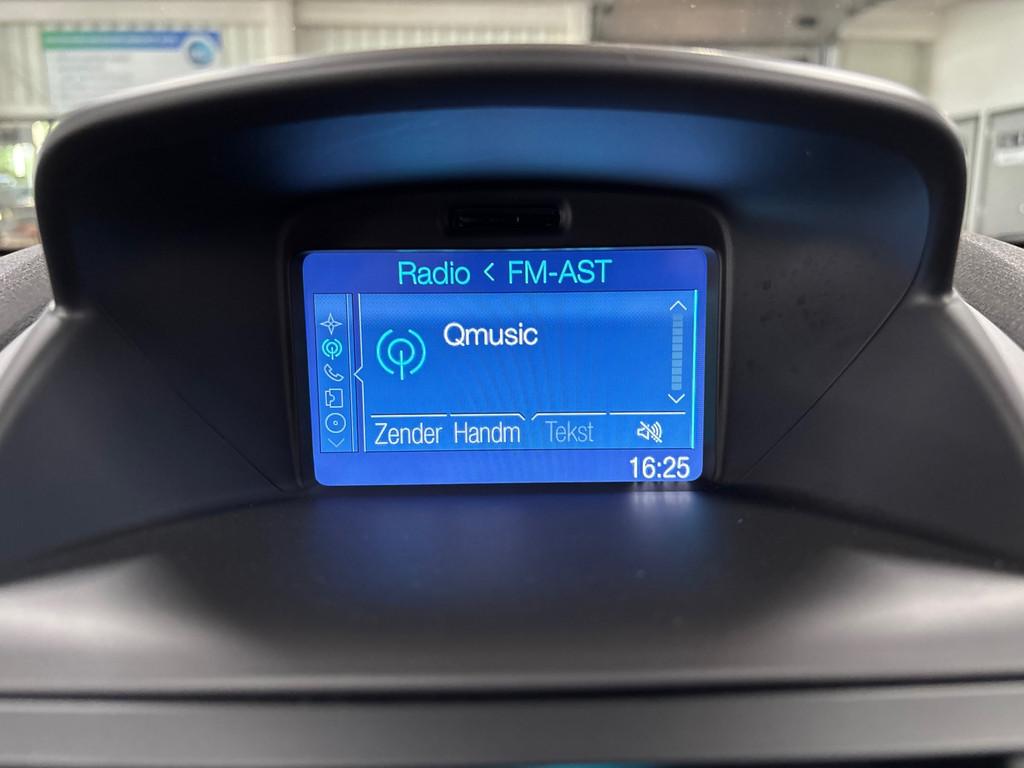 Radio < FM-AST
Qmusic
Zender Handm Tekst
16:25